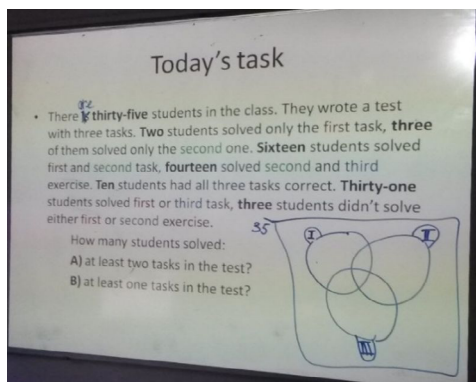 Today's task
are
• There is thirty-five students in the class. They wrote a test
with three tasks. Two students solved only the first task, three
of them solved only the second one. Sixteen students solved
first and second task, fourteen solved second and third
exercise. Ten students had all three tasks correct. Thirty-one
students solved first or third task, three students didn't solve
either first or second exercise.
How many students solved:
A) at least two tasks in the test?
B) at least one tasks in the test?
35
I
II
III